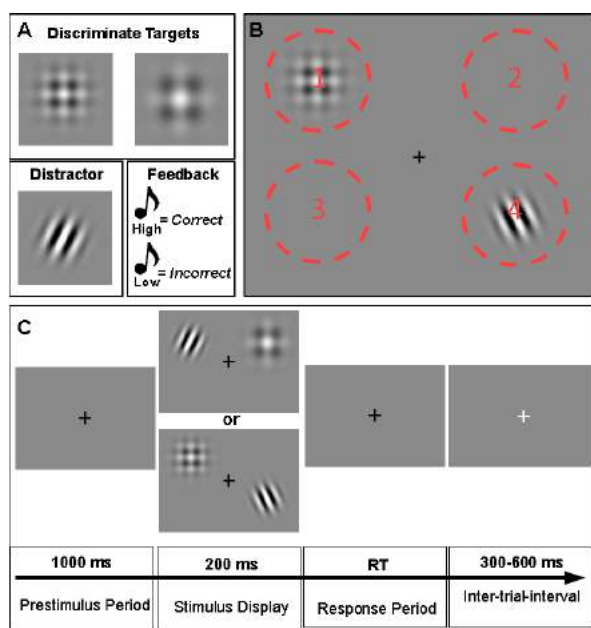 A
Discriminate Targets
Distractor
Feedback
High = Correct
Low = Incorrect
B
1
2
3
4
+
C
+
+
or
+
+
+
1000 ms
200 ms
RT
300-600 ms
Prestimulus Period
Stimulus Display
Response Period
Inter-trial-interval